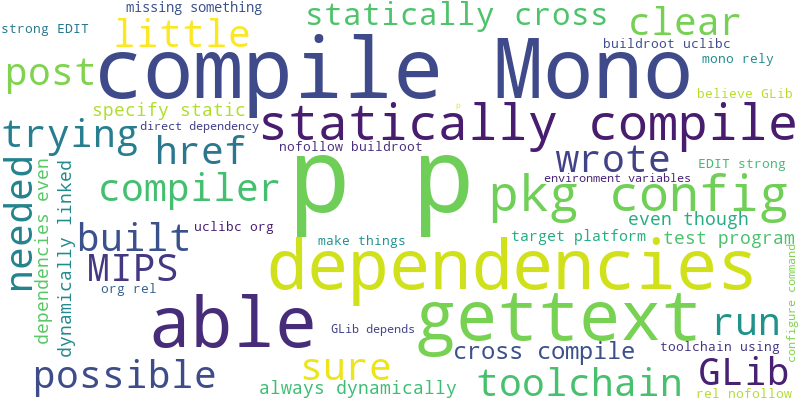 missing something
strong EDIT
little
statically cross
clear
compile Mono
buildroot uclibc
mono rely
post
believe GLib
specify static
direct dependency
statically compile
trying
href
nofollow buildroot
wrote
EDIT strong
environment variables
p p
pkg config
compiler
needed
dependencies even
dynamically linked
even though
uclibc org
built
make things
target platform
test program
MIPS
dependencies
org rel
able
gettext
run
configure command
GLib depends
cross compile
toolchain using
possible
sure
always dynamically
toolchain
GLib
rel nofollow
p